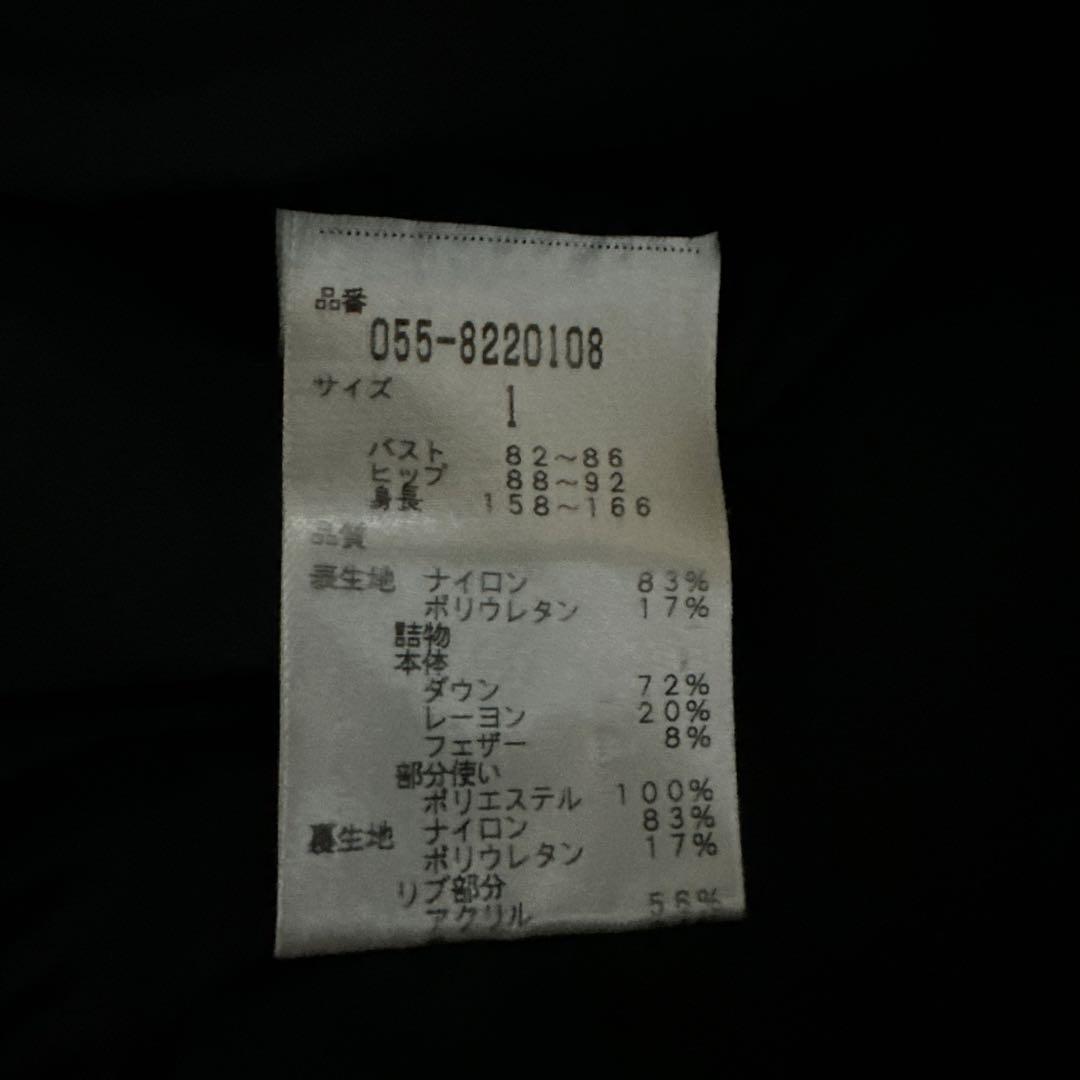 品番
055-8220108
サイズ 1
バスト 82~86
ヒップ 88~92
身長 158~166
品質
表生地 ナイロン 83%
ポリウレタン 17%
詰物
本体
ダウン 72%
レーヨン 20%
フェザー 8%
部分使い
ポリエステル 100%
裏生地 ナイロン 83%
ポリウレタン 17%
リブ部分
アクリル